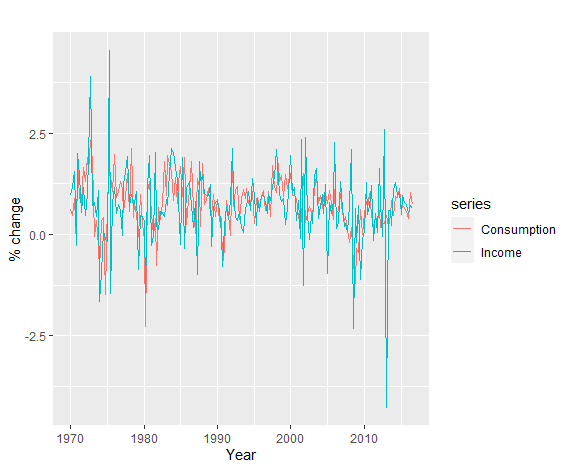 2.5
0.0
-2.5
% change
1970 1980 1990 2000 2010
Year
series
Consumption
Income